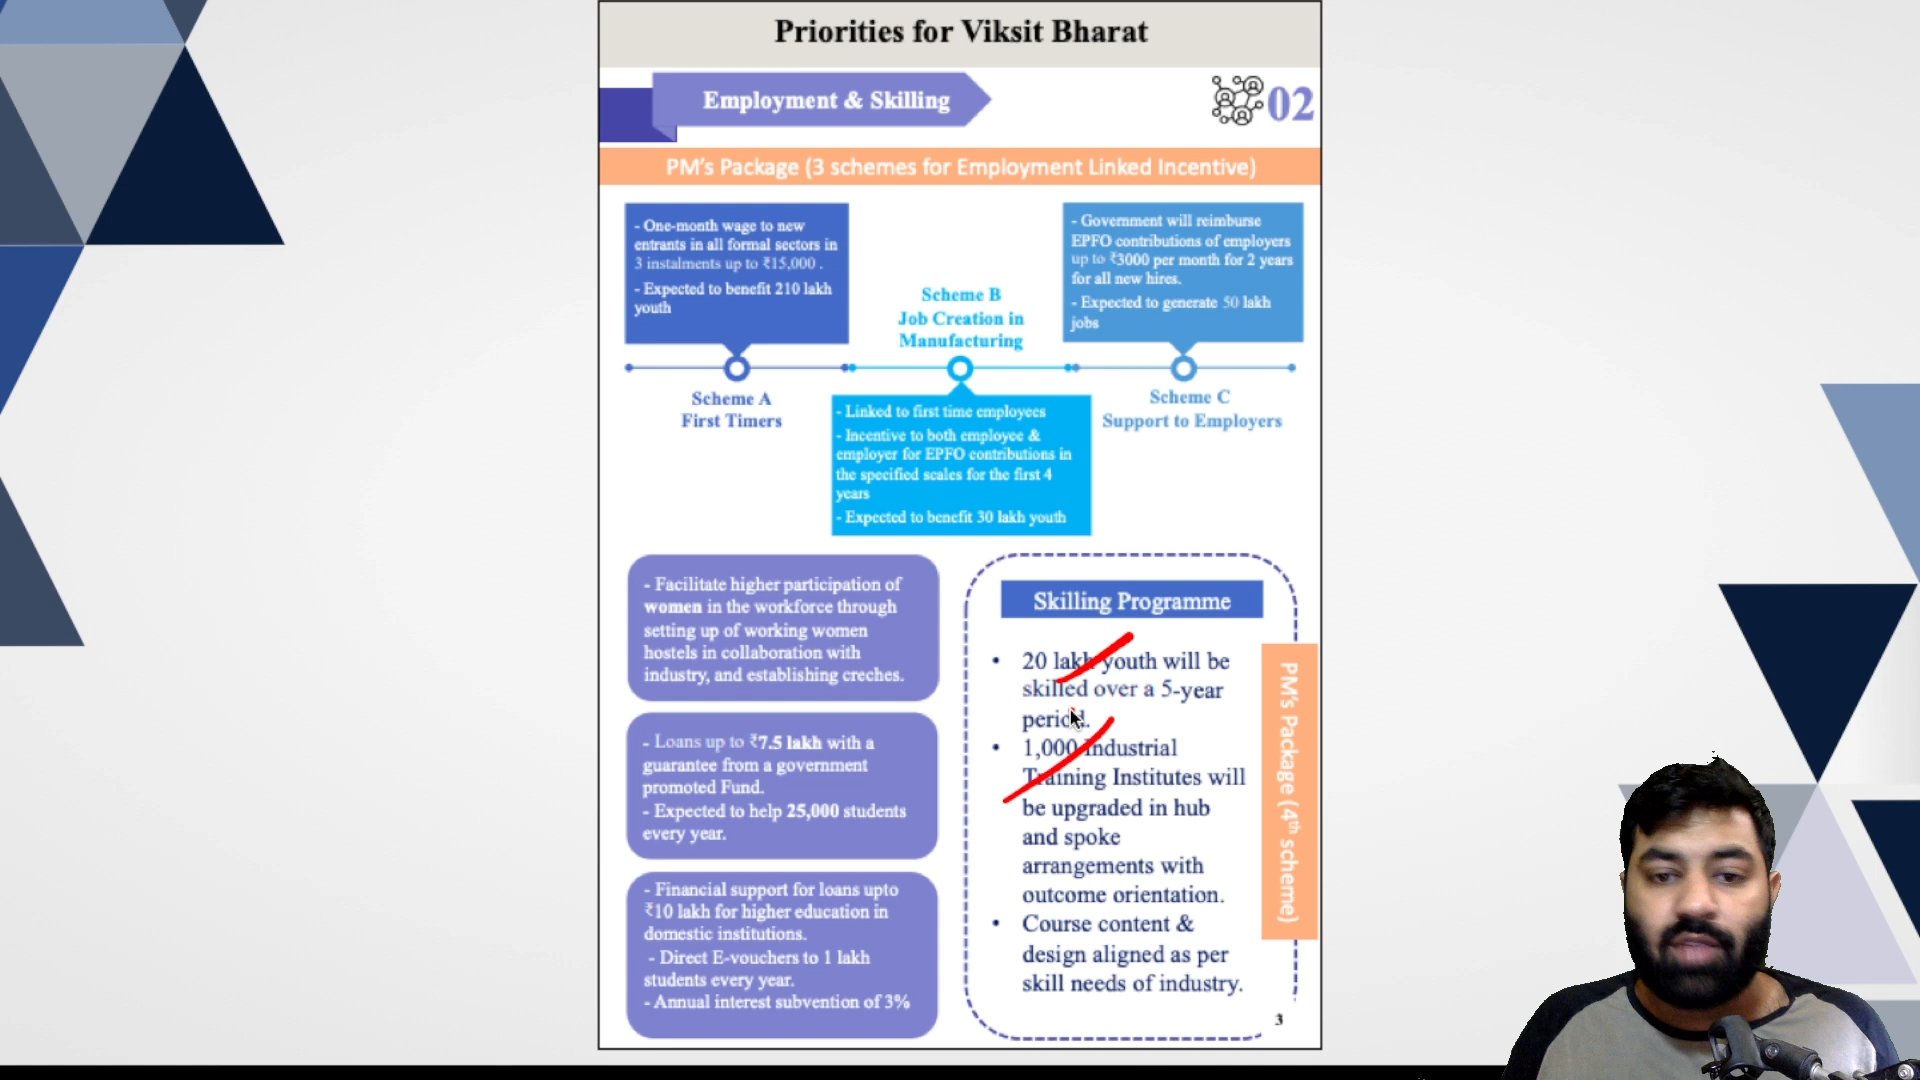 Priorities for Viksit Bharat
Employment & Skilling
02
PM's Package (3 schemes for Employment Linked Incentive)
- One-month wage to new
entrants in all formal sectors in
3 instalments up to ₹15,000 .
- Expected to benefit 210 lakh
youth
Scheme A
First Timers
Scheme B
Job Creation in
Manufacturing
- Linked to first time employees
- Incentive to both employee &
employer for EPFO contributions in
the specified scales for the first 4
years
- Expected to benefit 30 lakh youth
- Government will reimburse
EPFO contributions of employers
up to ₹3000 per month for 2 years
for all new hires.
- Expected to generate 50 lakh
jobs
Scheme C
Support to Employers
- Facilitate higher participation of
women in the workforce through
setting up of working women
hostels in collaboration with
industry, and establishing creches.
- Loans up to ₹7.5 lakh with a
guarantee from a government
promoted Fund.
- Expected to help 25,000 students
every year.
- Financial support for loans upto
₹10 lakh for higher education in
domestic institutions.
- Direct E-vouchers to 1 lakh
students every year.
- Annual interest subvention of 3%
Skilling Programme
• 20 lakh youth will be
skilled over a 5-year
period.
• 1,000 Industrial
Training Institutes will
be upgraded in hub
and spoke
arrangements with
outcome orientation.
• Course content &
design aligned as per
skill needs of industry.
PM's Package (4th scheme)
3